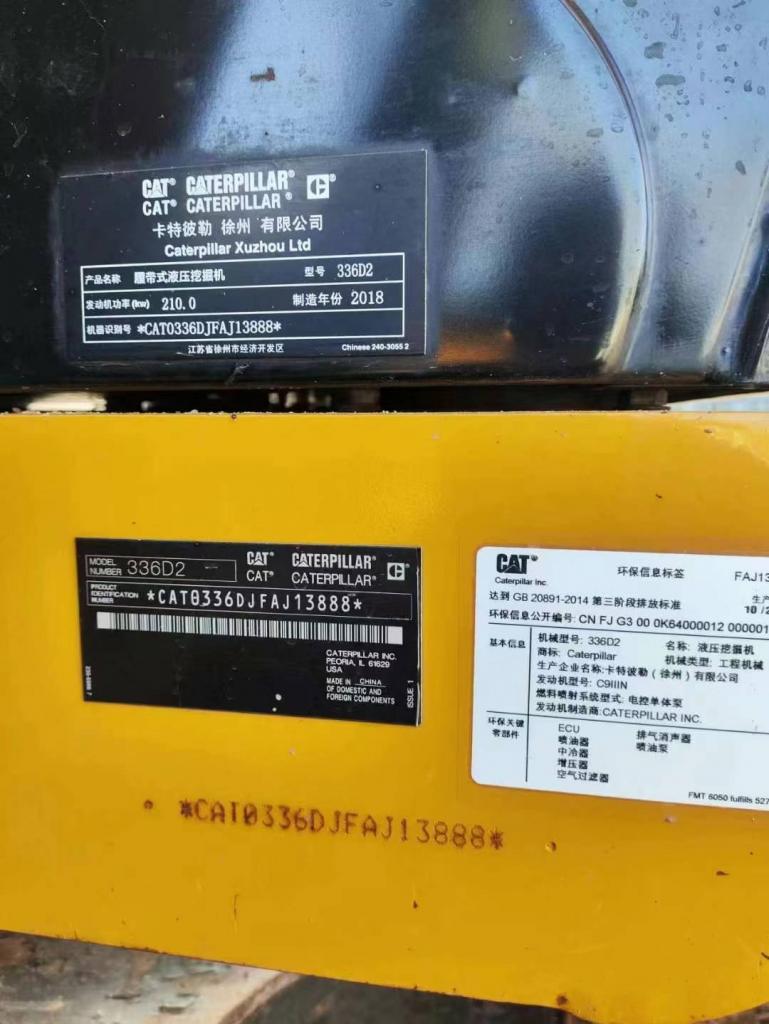 CAT® CATERPILLAR® C®
CAT® CATERPILLAR®
卡特彼勒 徐州 有限公司
Caterpillar Xuzhou Ltd
产品名称 履带式液压挖掘机 型号 336D2
发动机功率(kw) 210.0 制造年份 2018
机器识别号 *CAT0336DJFAJ13888*
江苏省徐州市经济开发区 Chinese 240-3055 2
MODEL NUMBER 336D2 CAT® CATERPILLAR® C®
CAT® CATERPILLAR®
PRODUCT IDENTIFICATION NUMBER *CAT0336DJFAJ13888*
CATERPILLAR INC.
PEORIA, IL 61629
USA
MADE IN CHINA
OF DOMESTIC AND
FOREIGN COMPONENTS
ISSUE 1
CAT®
Caterpillar Inc. 环保信息标签 FAJ13
达到 GB 20891-2014 第三阶段排放标准 生产
环保信息公开编号: CN FJ G3 00 0K64000012 000001 10/2
基本信息 机械型号: 336D2 名称: 液压挖掘机
商标: Caterpillar 机械类型: 工程机械
生产企业名称:卡特彼勒（徐州）有限公司
发动机型号: C9IIIN
燃料喷射系统型式: 电控单体泵
发动机制造商:CATERPILLAR INC.
环保关键零部件 ECU 排气消声器
喷油器 喷油泵
中冷器
增压器
空气过滤器
FMT 6050 fulfills 527
*CAT0336DJFAJ13888*